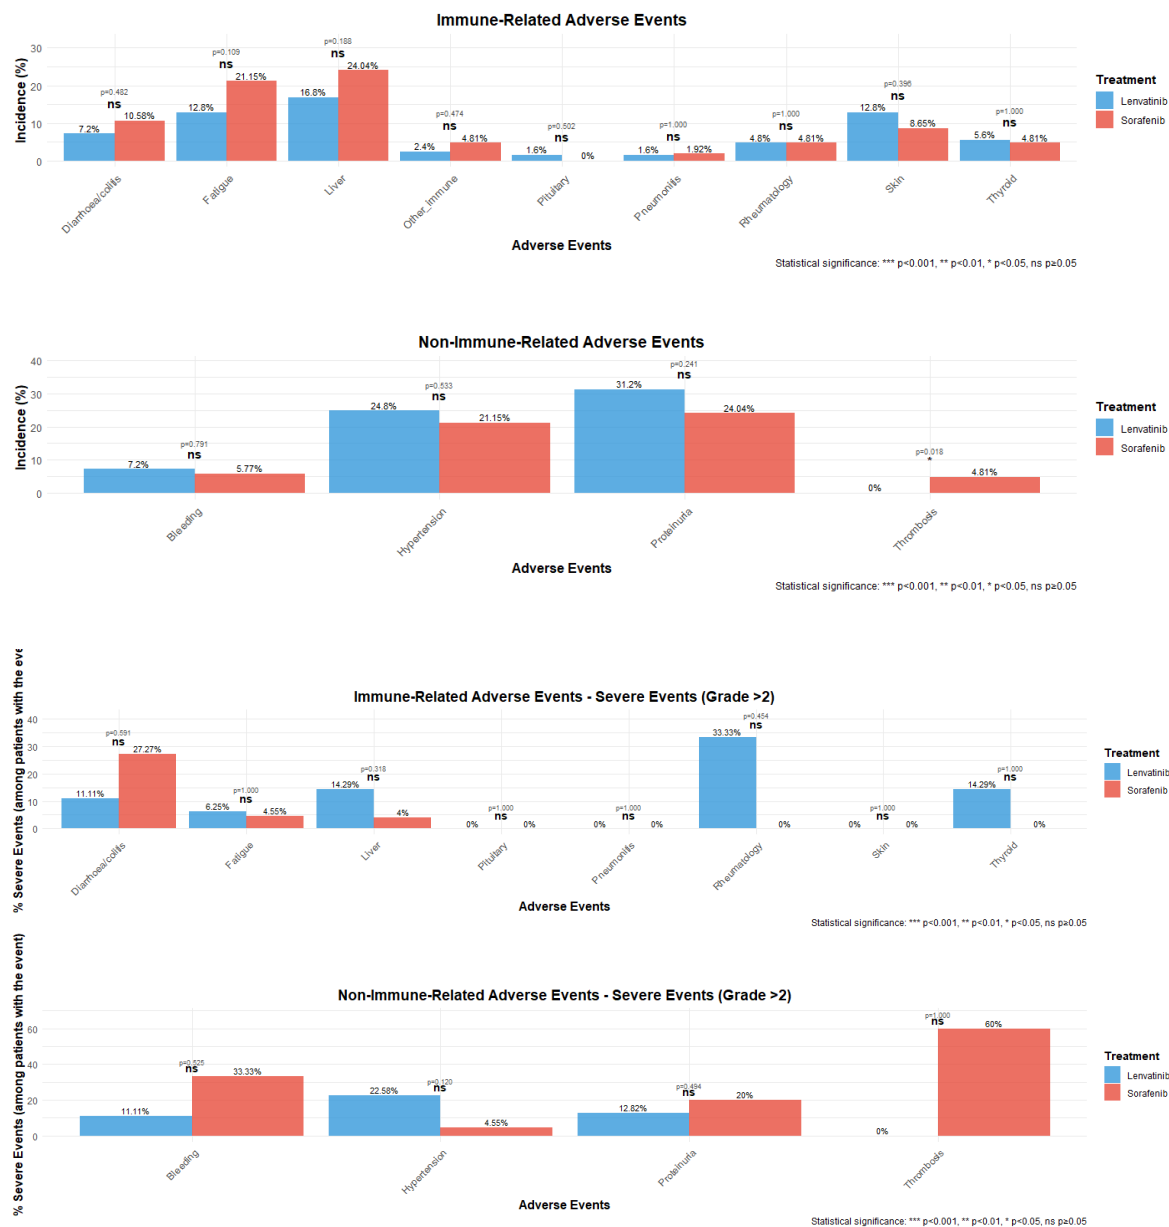 Immune-Related Adverse Events
Incidence (%)
30
20
10
0
p=0.482
ns
7.2%
10.58%
p=0.109
ns
12.8%
21.15%
p=0.188
ns
16.8%
24.04%
p=0.474
ns
2.4%
4.81%
p=0.502
ns
1.6%
0%
p=1.000
ns
1.6%
1.92%
p=1.000
ns
4.8%
4.81%
p=0.396
ns
12.8%
8.65%
p=1.000
ns
5.6%
4.81%
Diarrhoea/colitis
Fatigue
Liver
Other_immune
Pituitary
Pneumonitis
Rheumatology
Skin
Thyroid
Adverse Events
Treatment
Lenvatinib
Sorafenib
Statistical significance: *** p<0.001, ** p<0.01, * p<0.05, ns p≥0.05
Non-Immune-Related Adverse Events
Incidence (%)
40
30
20
10
0
p=0.791
ns
7.2%
5.77%
p=0.533
ns
24.8%
21.15%
p=0.241
ns
31.2%
24.04%
p=0.018
*
0%
4.81%
Bleeding
Hypertension
Proteinuria
Thrombosis
Adverse Events
Treatment
Lenvatinib
Sorafenib
Statistical significance: *** p<0.001, ** p<0.01, * p<0.05, ns p≥0.05
Immune-Related Adverse Events - Severe Events (Grade >2)
% Severe Events (among patients with the eve
40
30
20
10
0
p=0.591
ns
11.11%
27.27%
p=1.000
ns
6.25%
4.55%
p=0.318
ns
14.29%
4%
p=1.000
ns
0%
0%
p=1.000
ns
0%
0%
p=0.454
ns
33.33%
0%
p=1.000
ns
0%
0%
p=1.000
ns
14.29%
0%
Diarrhoea/colitis
Fatigue
Liver
Pituitary
Pneumonitis
Rheumatology
Skin
Thyroid
Adverse Events
Treatment
Lenvatinib
Sorafenib
Statistical significance: *** p<0.001, ** p<0.01, * p<0.05, ns p≥0.05
Non-Immune-Related Adverse Events - Severe Events (Grade >2)
% Severe Events (among patients with the event)
60
40
20
0
p=0.525
ns
11.11%
33.33%
p=0.120
ns
22.58%
4.55%
p=0.494
ns
12.82%
20%
p=1.000
ns
0%
60%
Bleeding
Hypertension
Proteinuria
Thrombosis
Adverse Events
Treatment
Lenvatinib
Sorafenib
Statistical significance: *** p<0.001, ** p<0.01, * p<0.05, ns p≥0.05